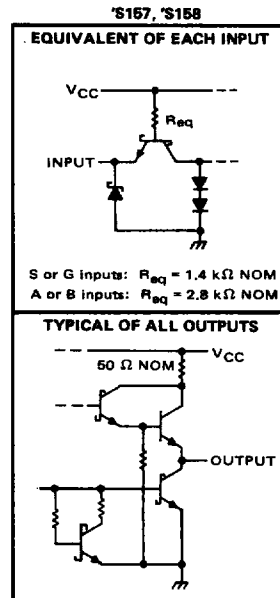 'S157, 'S158
EQUIVALENT OF EACH INPUT
VCC
Req
INPUT
S or G inputs: Req = 1.4 kΩ NOM
A or B inputs: Req = 2.8 kΩ NOM
TYPICAL OF ALL OUTPUTS
VCC
50 Ω NOM
OUTPUT